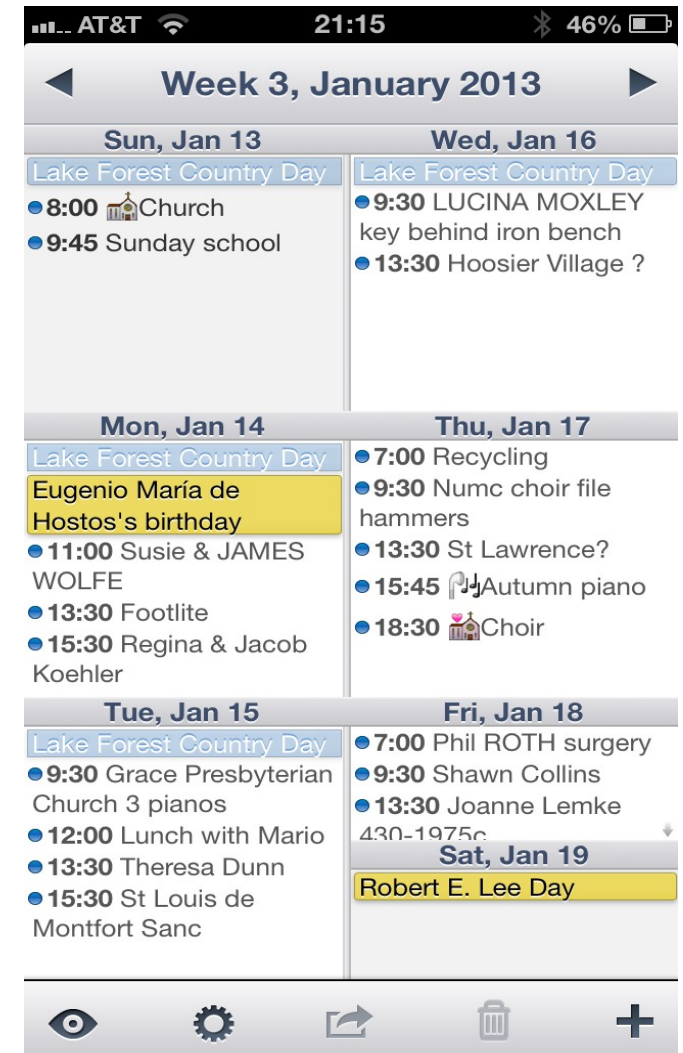 AT&T 21:15 46%
Week 3, January 2013
Sun, Jan 13
Lake Forest Country Day
8:00 Church
9:45 Sunday school
Mon, Jan 14
Lake Forest Country Day
Eugenio María de
Hostos's birthday
11:00 Susie & JAMES
WOLFE
13:30 Footlite
15:30 Regina & Jacob
Koehler
Tue, Jan 15
Lake Forest Country Day
9:30 Grace Presbyterian
Church 3 pianos
12:00 Lunch with Mario
13:30 Theresa Dunn
15:30 St Louis de
Montfort Sanc
Wed, Jan 16
Lake Forest Country Day
9:30 LUCINA MOXLEY
key behind iron bench
13:30 Hoosier Village ?
Thu, Jan 17
7:00 Recycling
9:30 Numc choir file
hammers
13:30 St Lawrence?
15:45 Autumn piano
18:30 Choir
Fri, Jan 18
7:00 Phil ROTH surgery
9:30 Shawn Collins
13:30 Joanne Lemke
430-1975c
Sat, Jan 19
Robert E. Lee Day